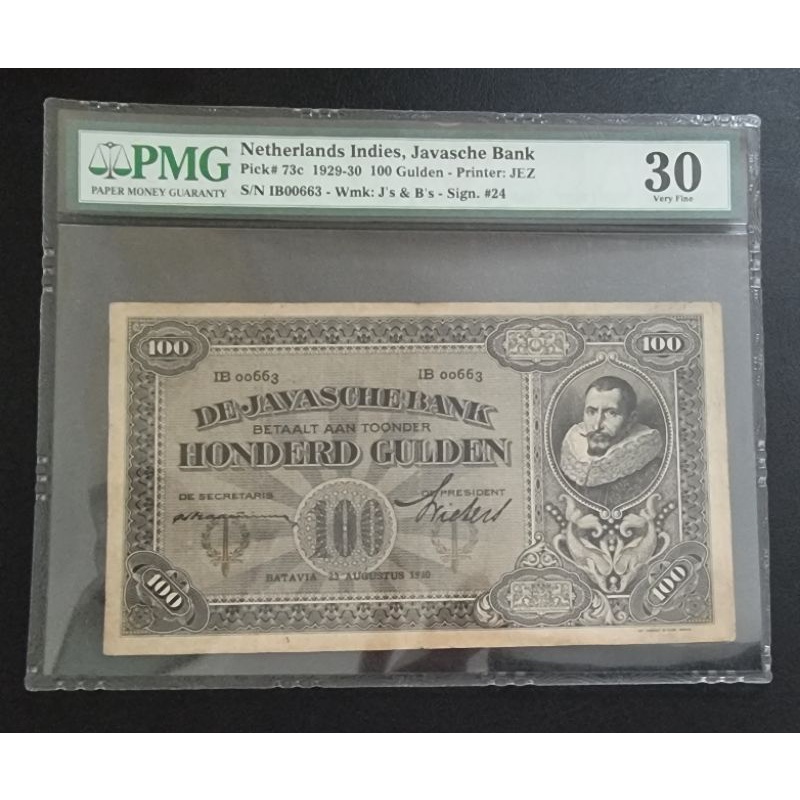 PMG
PAPER MONEY GUARANTY
Netherlands Indies, Javasche Bank
Pick# 73c 1929-30 100 Gulden - Printer: JEZ
S/N IB00663 - Wmk: J's & B's - Sign. #24
30
Very Fine
100
100
IB 00663
IB 00663
DE JAVASCHE BANK
BETAALT AAN TOONDER
HONDERD GULDEN
DE SECRETARIS
DE PRESIDENT
100
BATAVIA AUGUSTUS
100
100